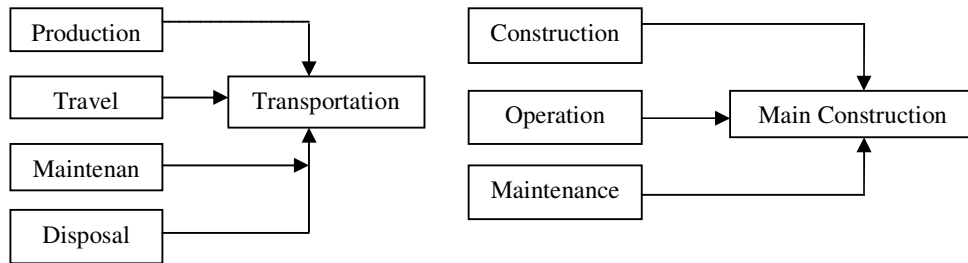 Production
Travel
Maintenan
Disposal
Transportation
Construction
Operation
Maintenance
Main Construction